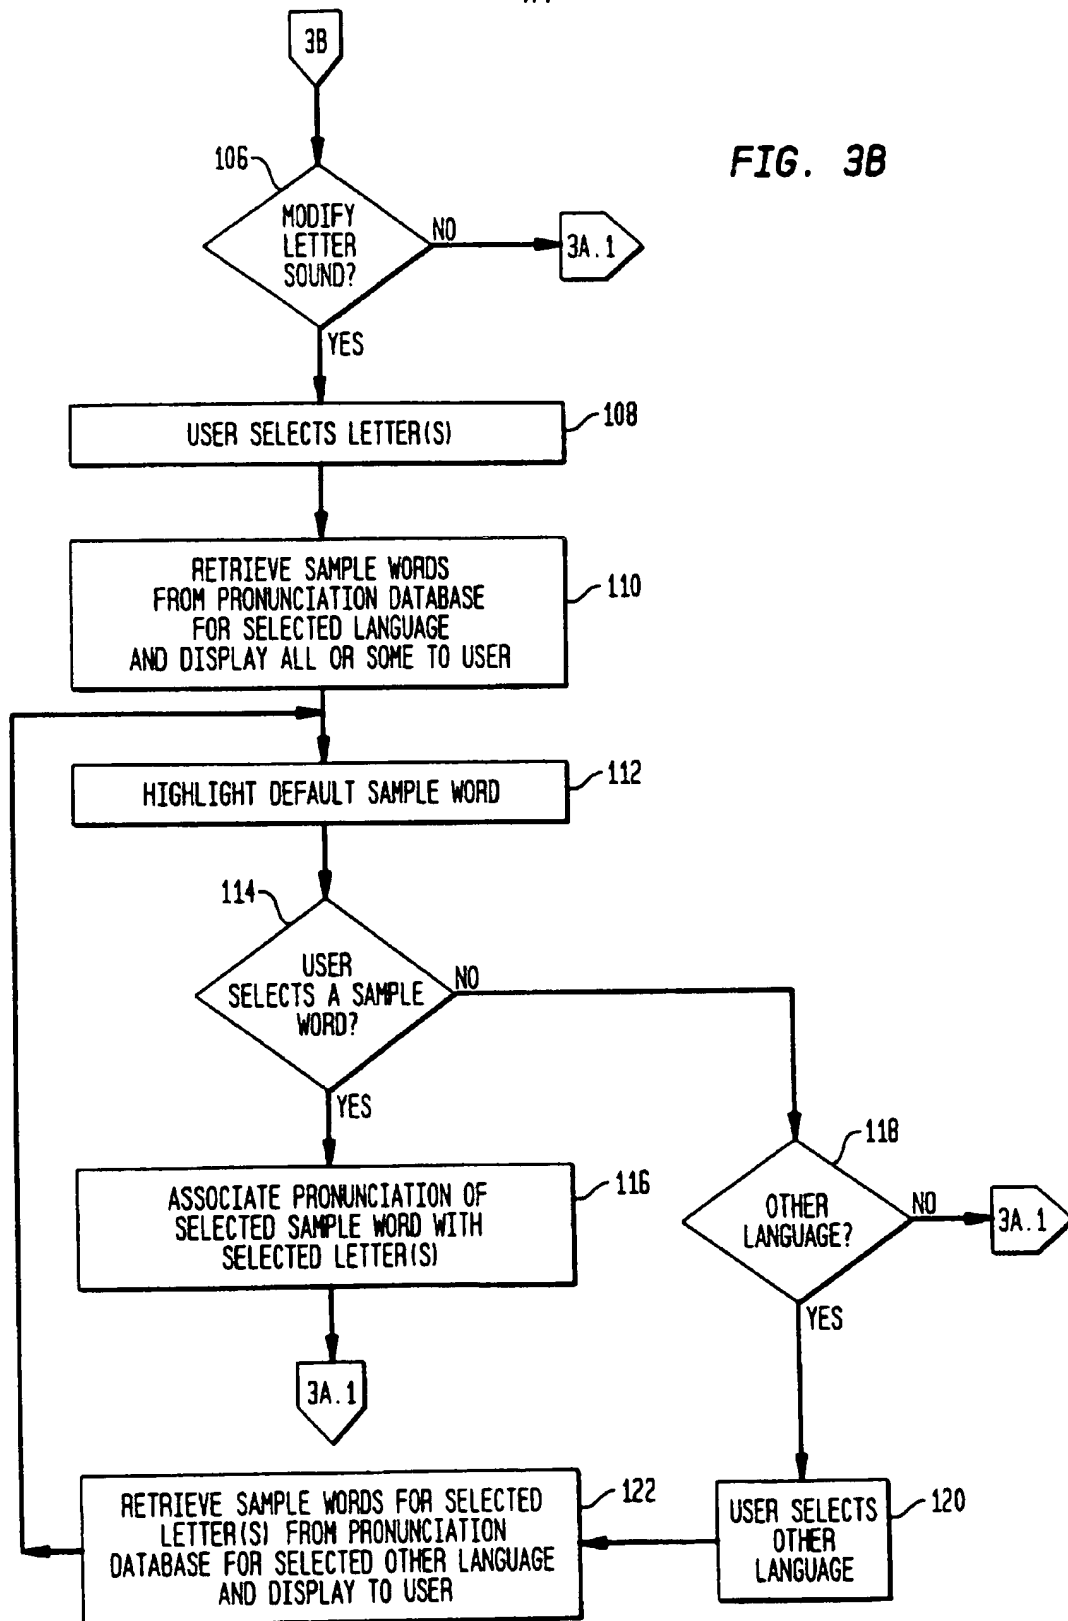 3B
FIG. 3B
106
MODIFY
LETTER
SOUND?
NO
3A.1
YES
USER SELECTS LETTER(S)
108
RETRIEVE SAMPLE WORDS
FROM PRONUNCIATION DATABASE
FOR SELECTED LANGUAGE
AND DISPLAY ALL OR SOME TO USER
110
HIGHLIGHT DEFAULT SAMPLE WORD
112
114
USER
SELECTS A SAMPLE
WORD?
NO
YES
118
OTHER
LANGUAGE?
NO
3A.1
YES
ASSOCIATE PRONUNCIATION OF
SELECTED SAMPLE WORD WITH
SELECTED LETTER(S)
116
3A.1
USER SELECTS
OTHER
LANGUAGE
120
RETRIEVE SAMPLE WORDS FOR SELECTED
LETTER(S) FROM PRONUNCIATION
DATABASE FOR SELECTED OTHER LANGUAGE
AND DISPLAY TO USER
122